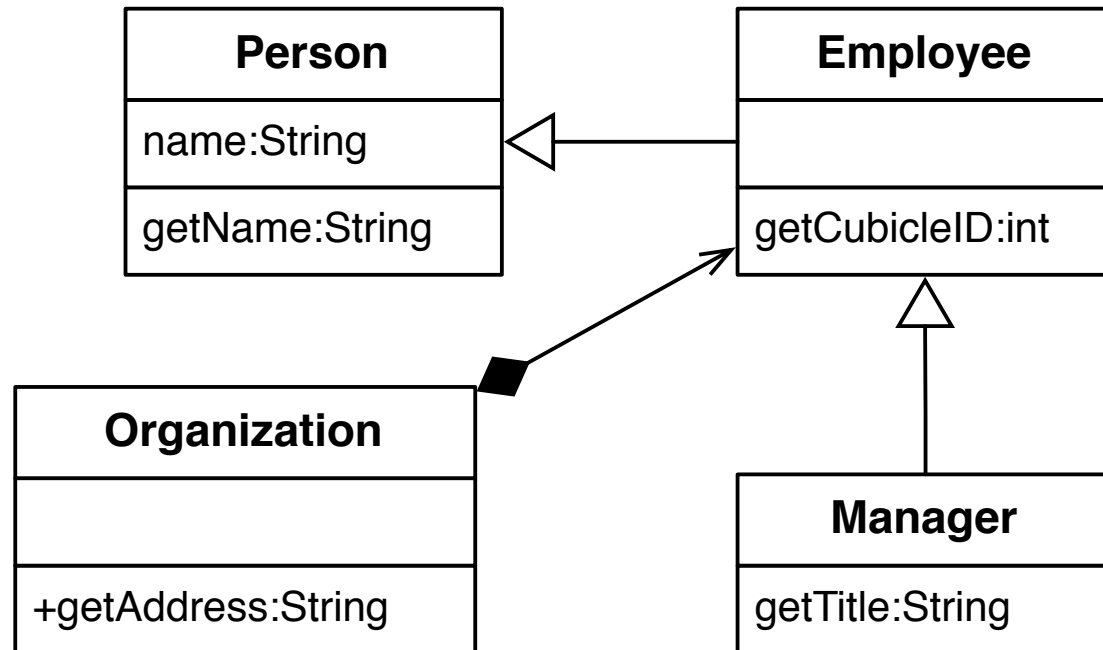 Person
name:String
getName:String
Employee
getCubicleID:int
Organization
+getAddress:String
Manager
getTitle:String